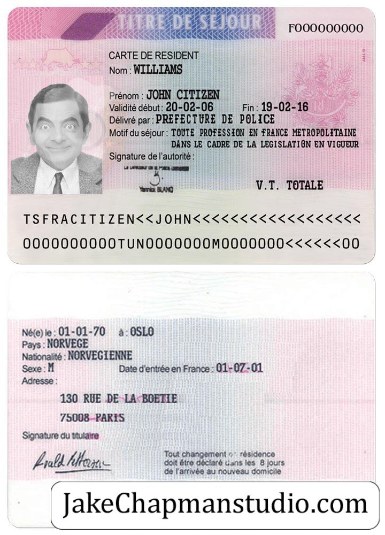 TITRE DE SEJOUR
F000000000
CARTE DE RESIDENT
Nom : WILLIAMS
Prénom : JOHN CITIZEN
Validité début : 20-02-06 Fin : 19-02-16
Délivré par : PREFECTURE DE POLICE
Motif du séjour : TOUTE PROFESSION EN FRANCE METROPOLITAINE
DANS LE CADRE DE LA LEGISLATION EN VIGUEUR
Signature de l'autorité :
Yannick BLANC
V.T. TOTALE
TSFRACITIZEN<<JOHN<<<<<<<<<<<<<<<<<<
0000000000TUN0000000M0000000<<<<<<00
Né(e) le : 01-01-70 à : OSLO
Pays : NORVEGE
Nationalité : NORVEGIENNE
Sexe : M Date d'entrée en France : 01-07-01
Adresse :
130 RUE DE LA BOETIE
75008 PARIS
Signature du titulaire
Tout changement de résidence
doit être déclaré dans les 8 jours
de l'arrivée au nouveau domicile
JakeChapmanstudio.com